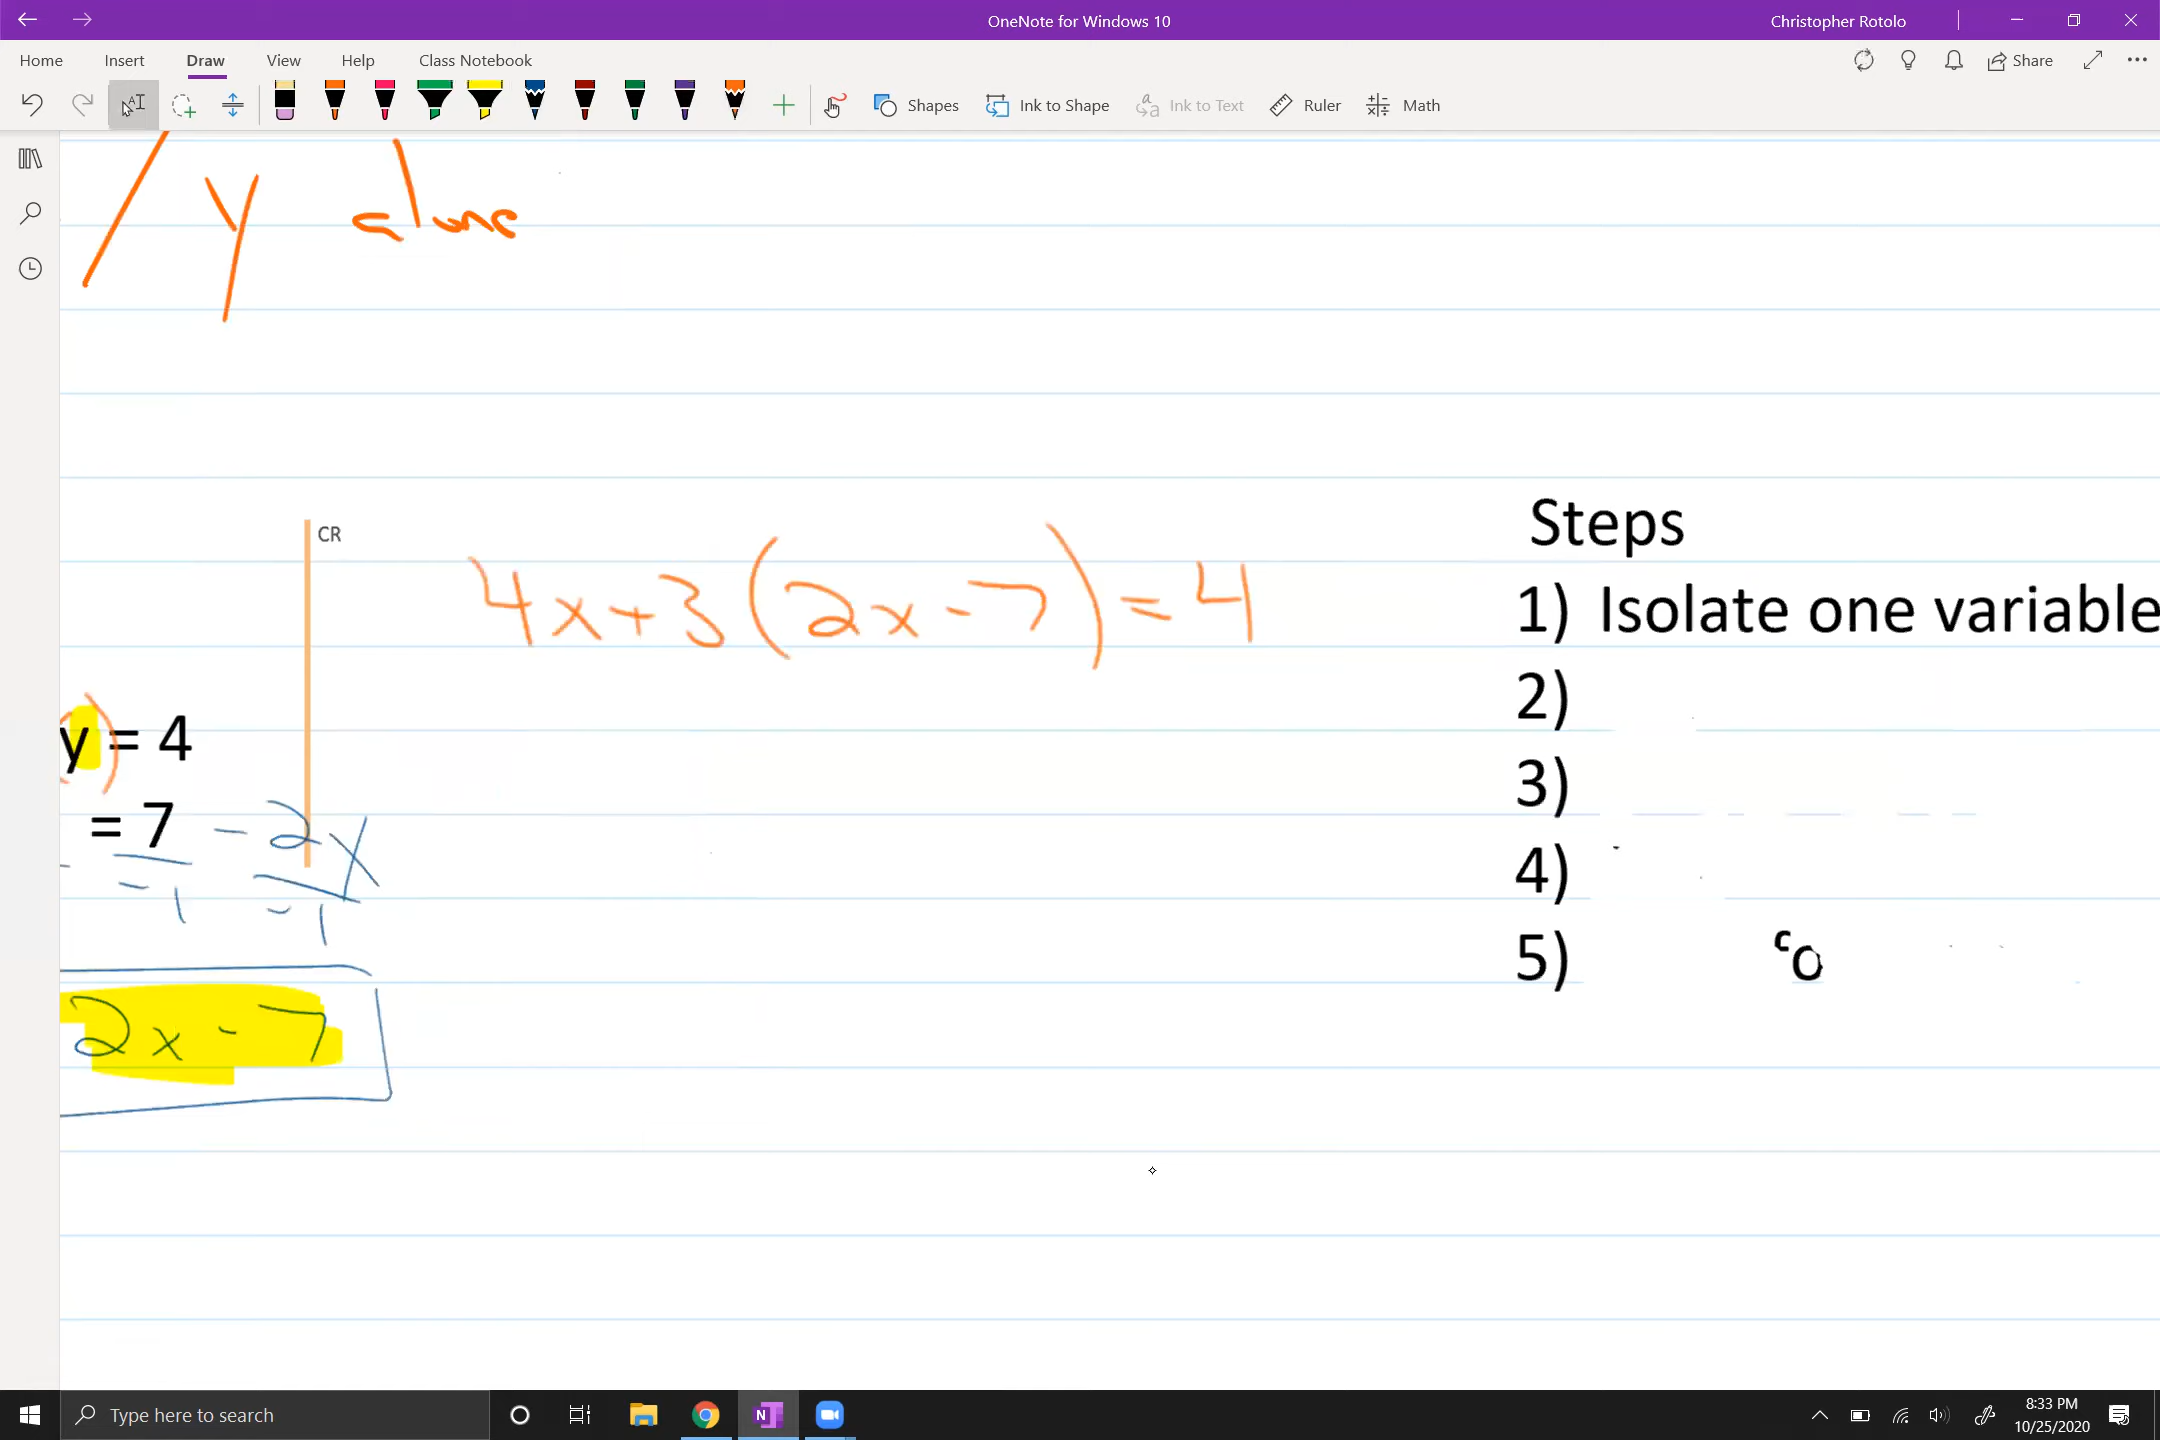 OneNote for Windows 10
Christopher Rotolo
Home Insert Draw View Help Class Notebook
Share
Shapes Ink to Shape Ink to Text Ruler Math
y alone
CR
4x+3(2x-7)=4
y = 4
= 7 - 2x
-1 -1
2x - 7
Steps
1) Isolate one variable
2)
3)
4)
5)
Type here to search
8:33 PM
10/25/2020